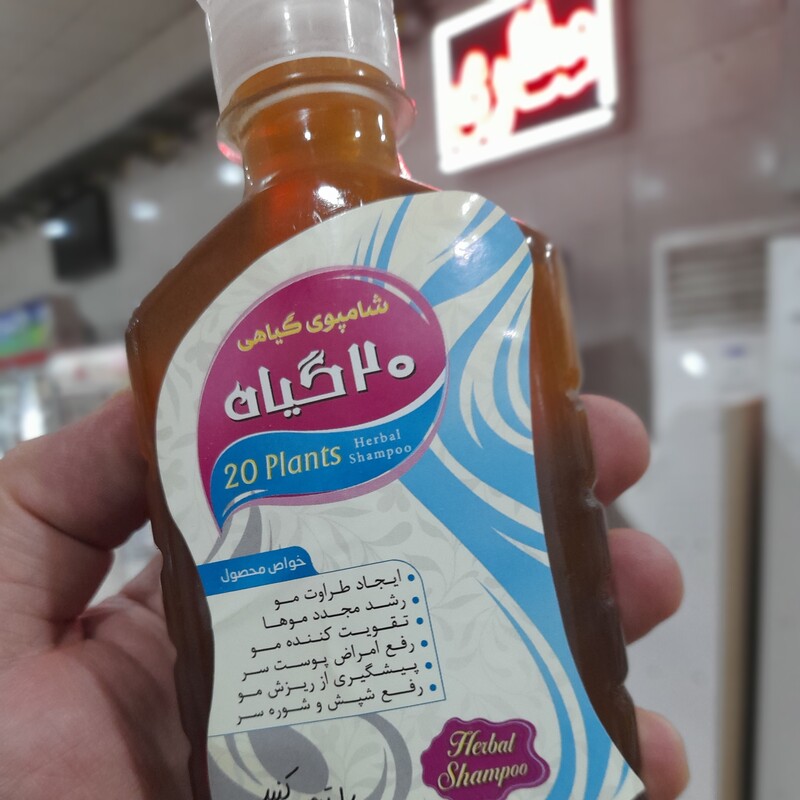 شامپوی گیاهی
۲۰ گیاه
20 Plants
Herbal
Shampoo
خواص محصول
• ایجاد طراوت مو
• رشد مجدد موها
• تقویت کننده مو
• رفع امراض پوست سر
• پیشگیری از ریزش مو
• رفع شپش و شوره سر
Herbal
Shampoo